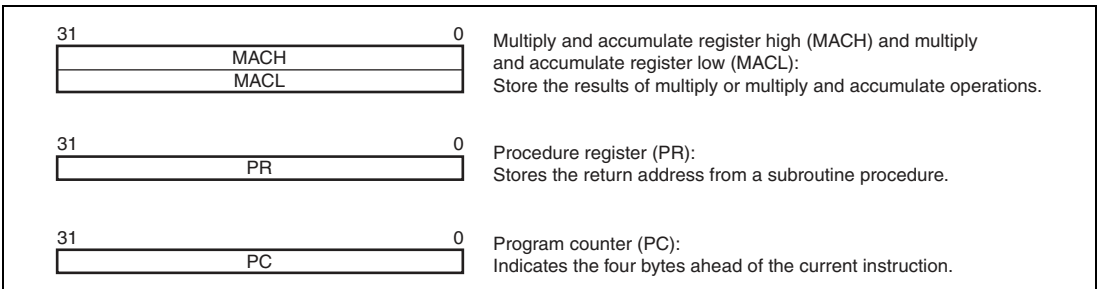 31 0
MACH
MACL
Multiply and accumulate register high (MACH) and multiply
and accumulate register low (MACL):
Store the results of multiply or multiply and accumulate operations.
31 0
PR
Procedure register (PR):
Stores the return address from a subroutine procedure.
31 0
PC
Program counter (PC):
Indicates the four bytes ahead of the current instruction.